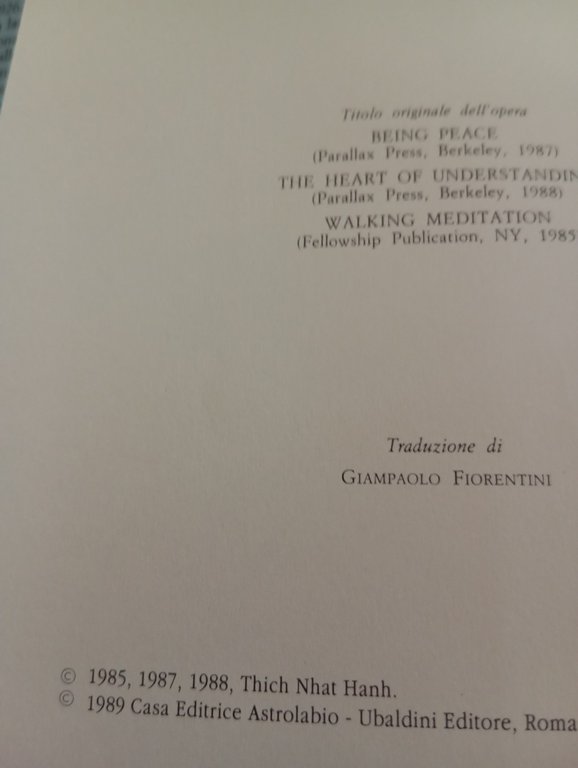 Titolo originale dell'opera
BEING PEACE
(Parallax Press, Berkeley, 1987)
THE HEART OF UNDERSTANDIN
(Parallax Press, Berkeley, 1988)
WALKING MEDITATION
(Fellowship Publication, NY, 1985
Traduzione di
GIAMPAOLO FIORENTINI
© 1985, 1987, 1988, Thich Nhat Hanh.
© 1989 Casa Editrice Astrolabio - Ubaldini Editore, Roma